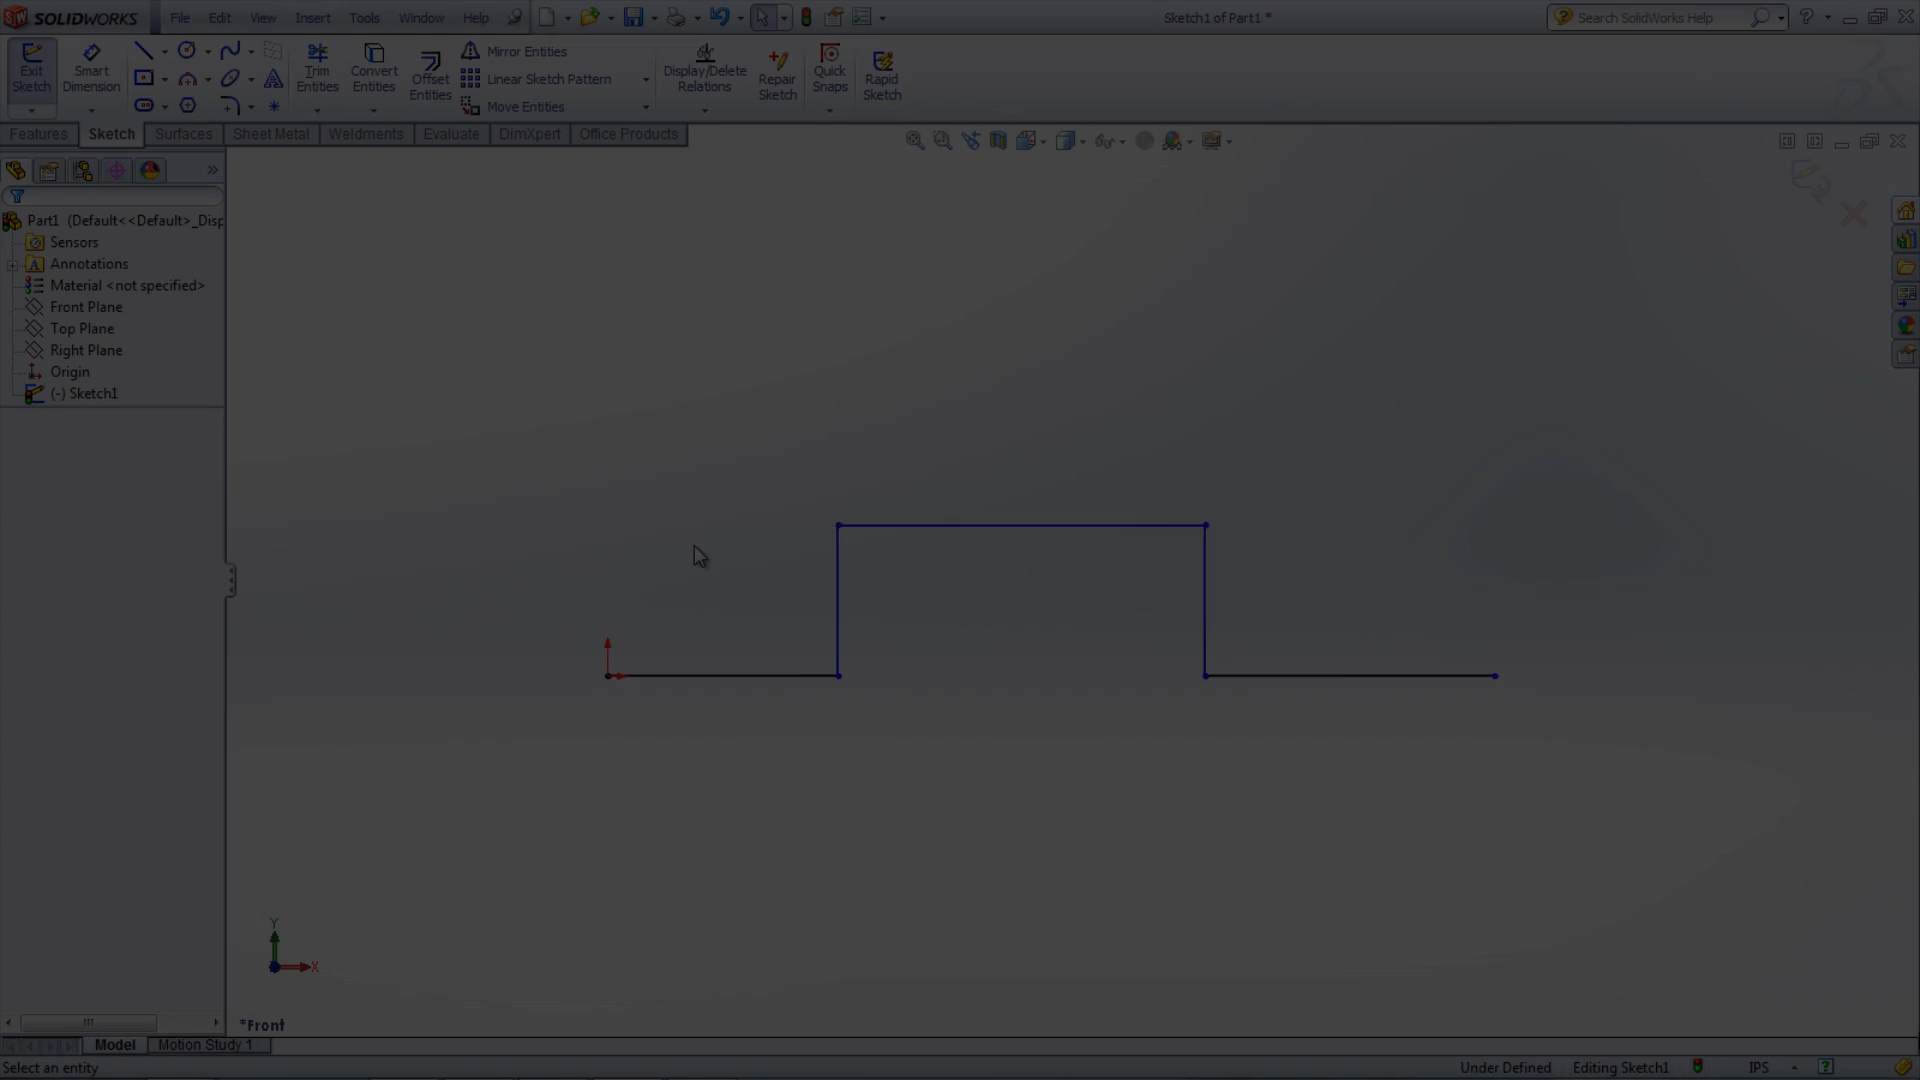 SOLIDWORKS File Edit View Insert Tools Window Help Sketch1 of Part1 * Search SolidWorks Help
Exit Sketch
Smart Dimension
Trim Entities
Convert Entities
Offset Entities
Mirror Entities
Linear Sketch Pattern
Move Entities
Display/Delete Relations
Repair Sketch
Quick Snaps
Rapid Sketch
Features Sketch Surfaces Sheet Metal Weldments Evaluate DimXpert Office Products
Part1 (Default<<Default>_Disp
Sensors
Annotations
Material <not specified>
Front Plane
Top Plane
Right Plane
Origin
(-) Sketch1
Y
X
*Front
Model Motion Study 1
Select an entity Under Defined Editing Sketch1 IPS